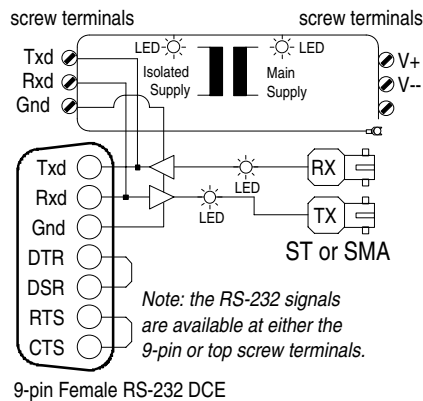 screw terminals
screw terminals
LED
LED
Txd
Rxd
Gnd
Isolated
Supply
Main
Supply
V+
V--
Txd
Rxd
Gnd
DTR
DSR
RTS
CTS
LED
LED
RX
TX
ST or SMA
Note: the RS-232 signals
are available at either the
9-pin or top screw terminals.
9-pin Female RS-232 DCE